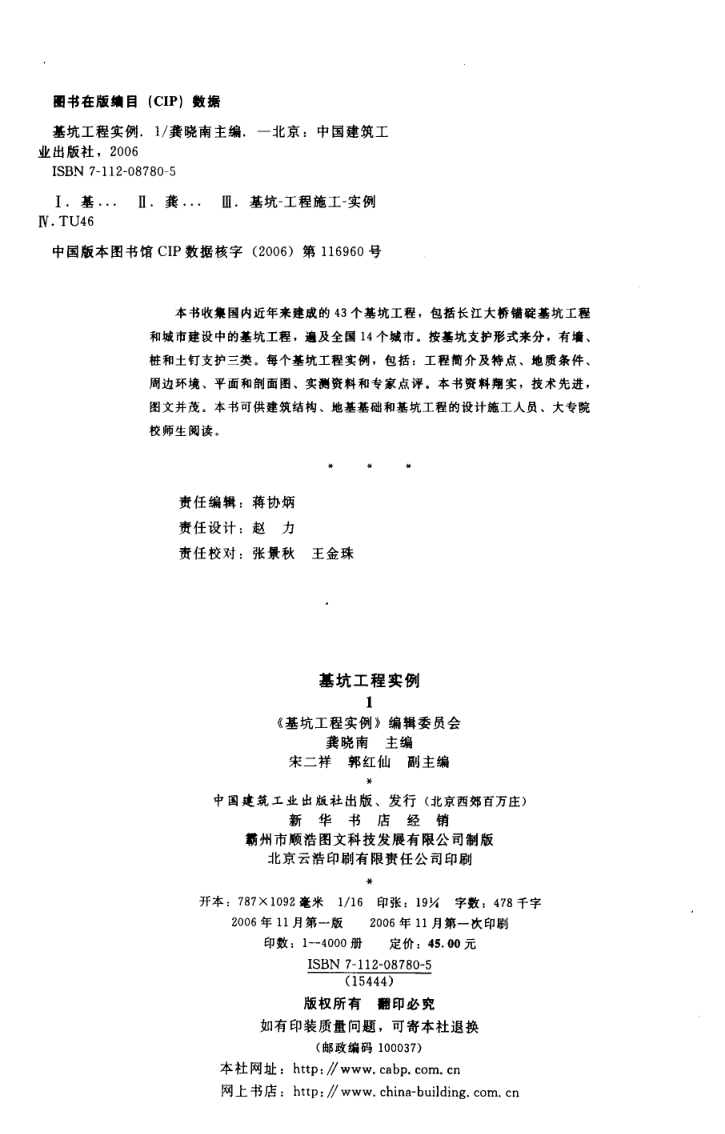 图书在版编目（CIP）数据
基坑工程实例．1/龚晓南主编．—北京：中国建筑工
业出版社，2006
ISBN 7-112-08780-5
Ⅰ．基… Ⅱ．龚… Ⅲ．基坑-工程施工-实例
Ⅳ．TU46
中国版本图书馆 CIP 数据核字（2006）第 116960 号
本书收集国内近年来建成的 43 个基坑工程，包括长江大桥锚碇基坑工程
和城市建设中的基坑工程，遍及全国 14 个城市。按基坑支护形式来分，有墙、
桩和土钉支护三类。每个基坑工程实例，包括：工程简介及特点、地质条件、
周边环境、平面和剖面图、实测资料和专家点评。本书资料翔实，技术先进，
图文并茂。本书可供建筑结构、地基基础和基坑工程的设计施工人员、大专院
校师生阅读。
* * *
责任编辑：蒋协炳
责任设计：赵 力
责任校对：张景秋 王金珠
基坑工程实例
1
《基坑工程实例》编辑委员会
龚晓南 主编
宋二祥 郭红仙 副主编
*
中国建筑工业出版社出版、发行（北京西郊百万庄）
新 华 书 店 经 销
霸州市顺浩图文科技发展有限公司制版
北京云浩印刷有限责任公司印刷
*
开本：787×1092 毫米 1/16 印张：19¼ 字数：478 千字
2006 年 11 月第一版 2006 年 11 月第一次印刷
印数：1--4000 册 定价：45.00 元
ISBN 7-112-08780-5
（15444）
版权所有 翻印必究
如有印装质量问题，可寄本社退换
（邮政编码 100037）
本社网址：http://www.cabp.com.cn
网上书店：http://www.china-building.com.cn